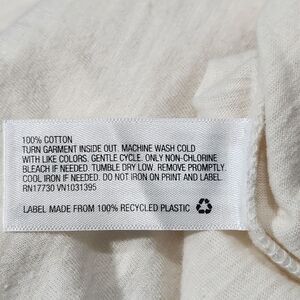 100% COTTON
TURN GARMENT INSIDE OUT. MACHINE WASH COLD
WITH LIKE COLORS. GENTLE CYCLE. ONLY NON-CHLORINE
BLEACH IF NEEDED. TUMBLE DRY LOW. REMOVE PROMPTLY.
COOL IRON IF NEEDED. DO NOT IRON ON PRINT AND LABEL.
RN17730 VN1031395
LABEL MADE FROM 100% RECYCLED PLASTIC